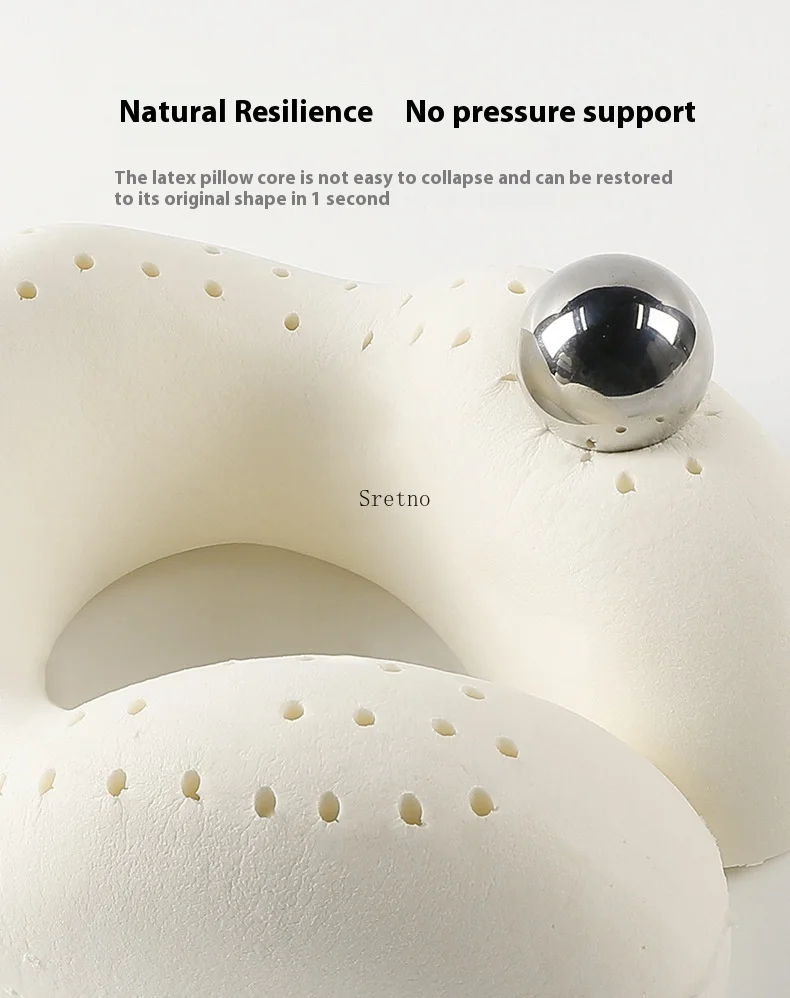 Natural Resilience No pressure support
The latex pillow core is not easy to collapse and can be restored
to its original shape in 1 second
Sretno